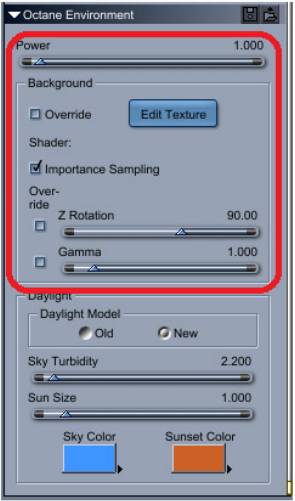 Octane Environment
Power 1.000
Background
Override Edit Texture
Shader:
Importance Sampling
Over-
ride
Z Rotation 90.00
Gamma 1.000
Daylight
Daylight Model
Old New
Sky Turbidity 2.200
Sun Size 1.000
Sky Color Sunset Color